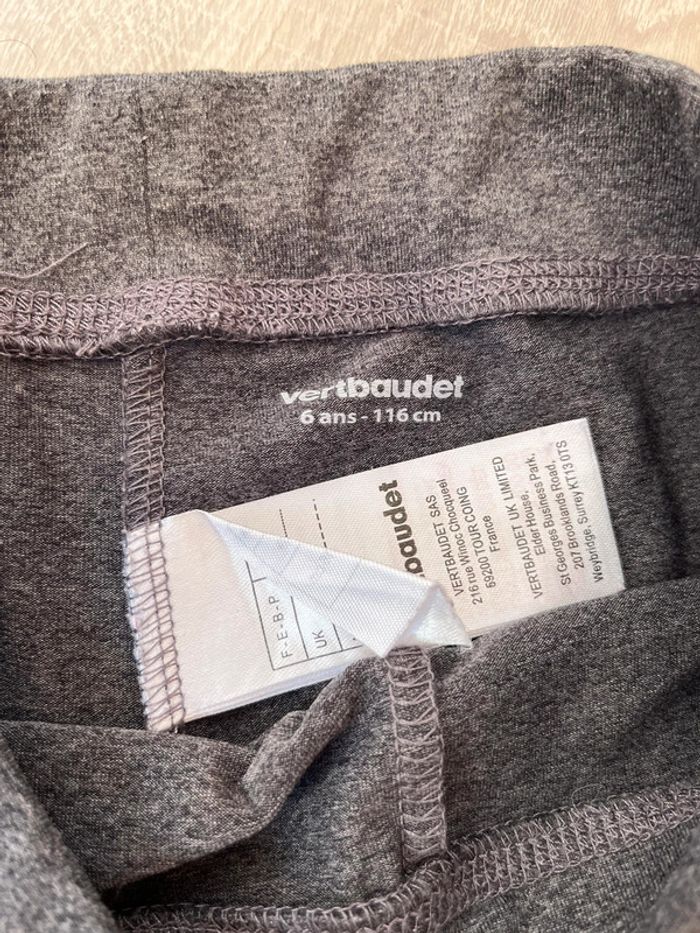 vertbaudet
6 ans - 116 cm
baudet
VERTBAUDET SAS
216 rue Winoc Chocqueel
59200 TOURCOING
France
VERTBAUDET UK LIMITED
Elder House,
St Georges Business Park,
207 Brooklands Road,
Weybridge, Surrey KT13 0TS
F - E - B - P
UK